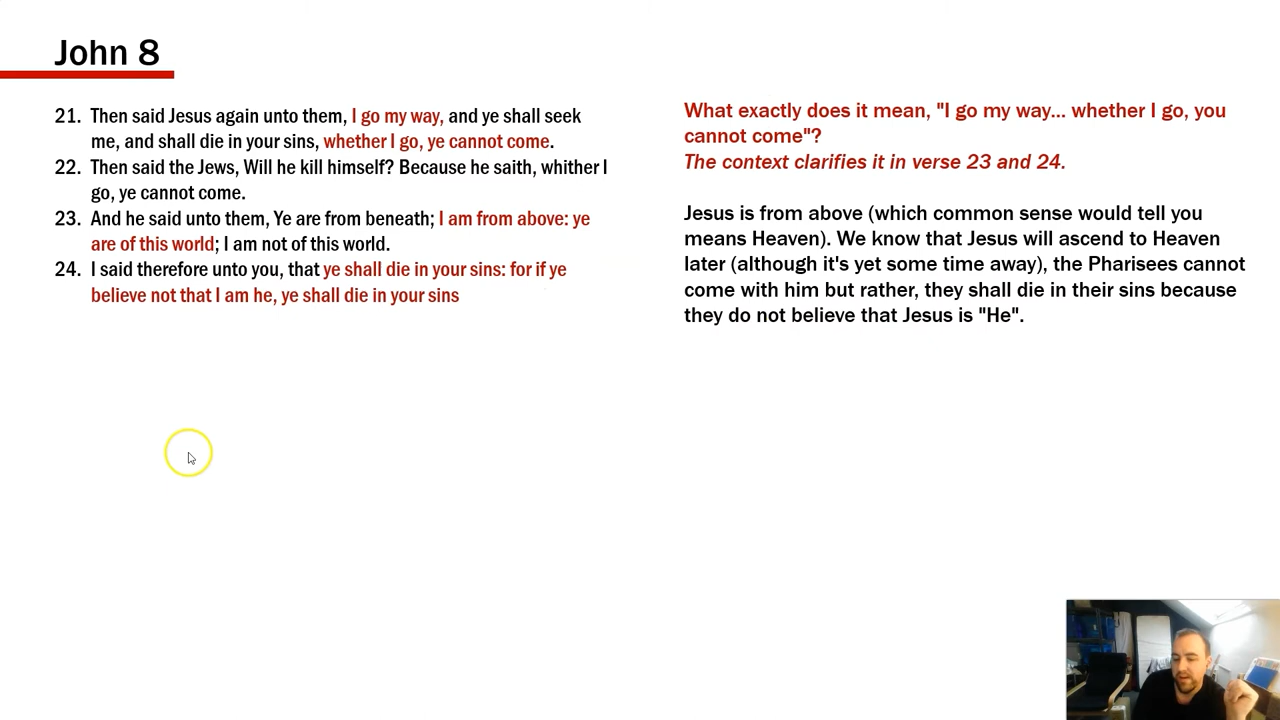 John 8
21. Then said Jesus again unto them, I go my way, and ye shall seek
me, and shall die in your sins, whether I go, ye cannot come.
22. Then said the Jews, Will he kill himself? Because he saith, whither I
go, ye cannot come.
23. And he said unto them, Ye are from beneath; I am from above: ye
are of this world; I am not of this world.
24. I said therefore unto you, that ye shall die in your sins: for if ye
believe not that I am he, ye shall die in your sins
What exactly does it mean, "I go my way... whether I go, you
cannot come"?
The context clarifies it in verse 23 and 24.
Jesus is from above (which common sense would tell you
means Heaven). We know that Jesus will ascend to Heaven
later (although it's yet some time away), the Pharisees cannot
come with him but rather, they shall die in their sins because
they do not believe that Jesus is "He".